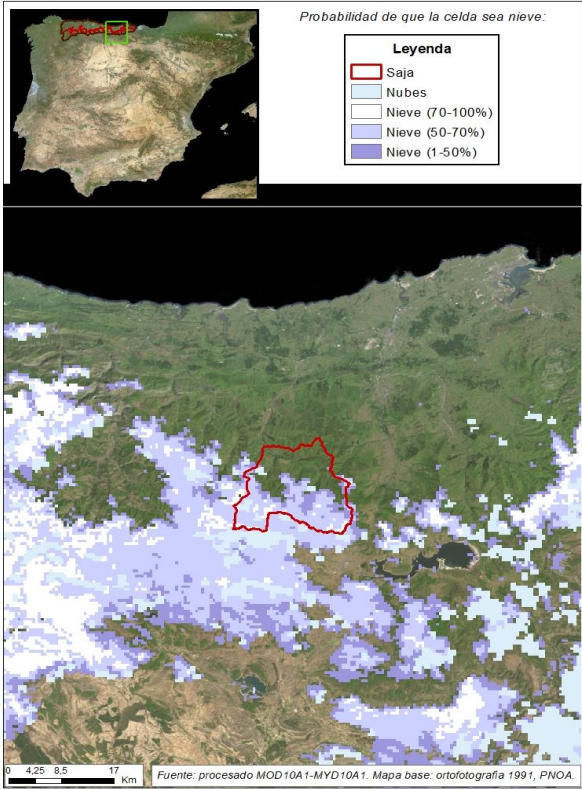 Probabilidad de que la celda sea nieve:
Leyenda
Saja
Nubes
Nieve (70-100%)
Nieve (50-70%)
Nieve (1-50%)
0 4,25 8,5 17
Km
Fuente: procesado MOD10A1-MYD10A1. Mapa base: ortofotografia 1991, PNOA.